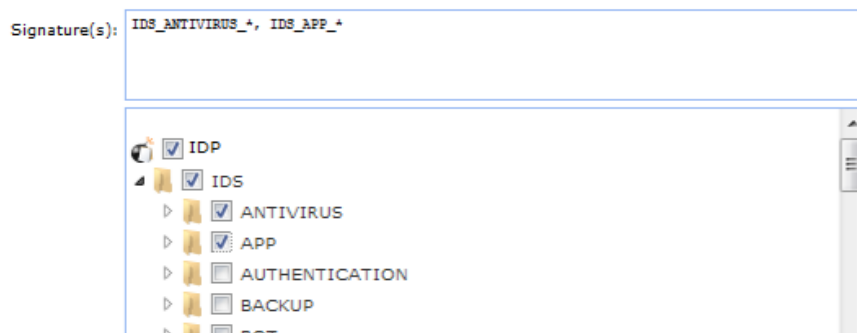 Signature(s):
IDS_ANTIVIRUS_*, IDS_APP_*
IDP
IDS
ANTIVIRUS
APP
AUTHENTICATION
BACKUP